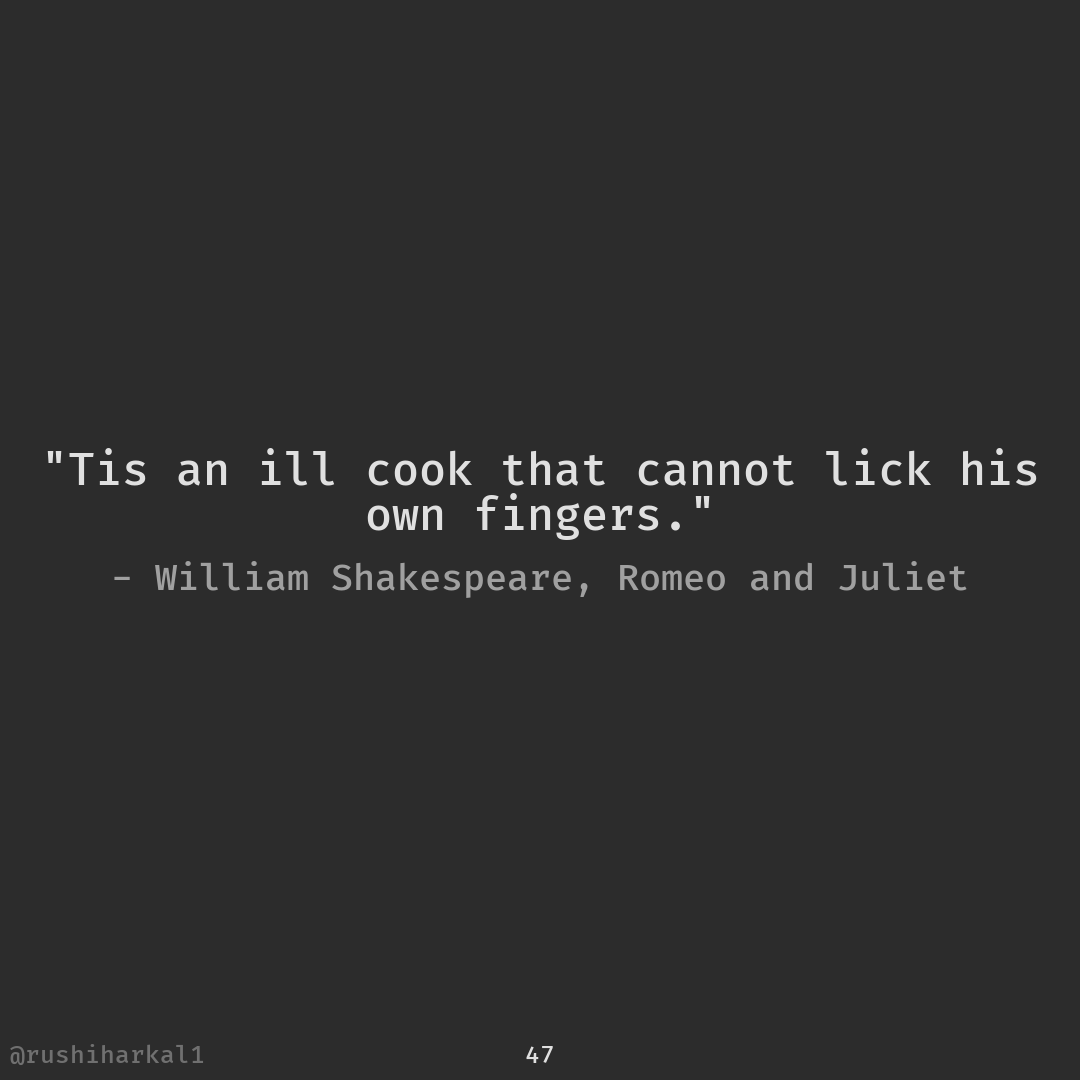 "Tis an ill cook that cannot lick his
own fingers."
- William Shakespeare, Romeo and Juliet
@rushiharkal1
47